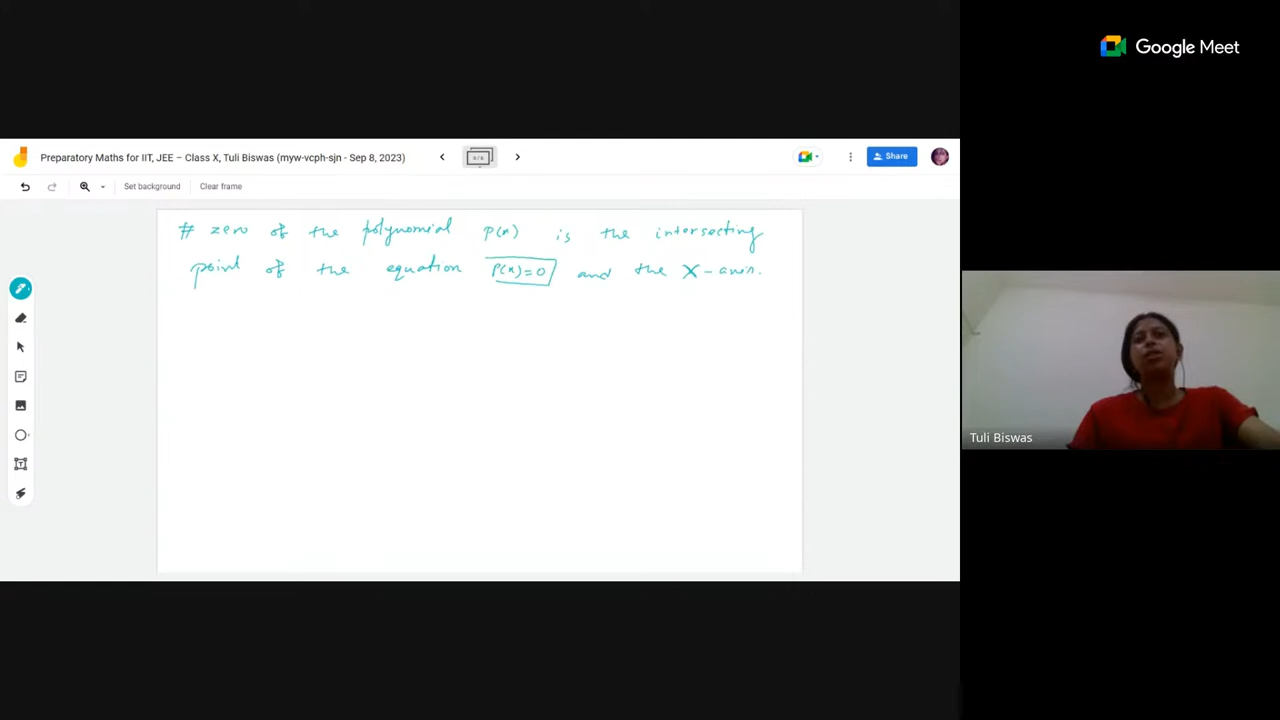 Google Meet
Preparatory Maths for IIT, JEE – Class X, Tuli Biswas (myw-vcph-sjn - Sep 8, 2023)
Share
Set background
Clear frame
# zero of the polynomial P(x) is the intersecting
point of the equation P(x)=0 and the X-axis.
Tuli Biswas